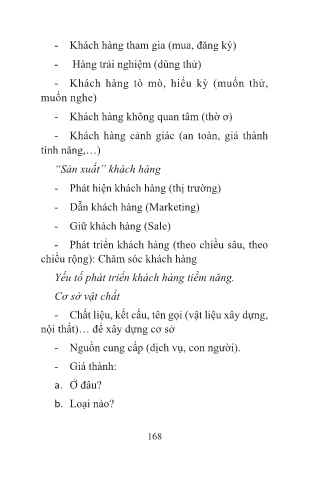 - Khách hàng tham gia (mua, đăng ký)
- Hàng trải nghiệm (dùng thử)
- Khách hàng tò mò, hiếu kỳ (muốn thử,
muốn nghe)
- Khách hàng không quan tâm (thờ ơ)
- Khách hàng cảnh giác (an toàn, giá thành
tính năng,…)
“Sản xuất” khách hàng
- Phát hiện khách hàng (thị trường)
- Dẫn khách hàng (Marketing)
- Giữ khách hàng (Sale)
- Phát triển khách hàng (theo chiều sâu, theo
chiều rộng): Chăm sóc khách hàng
Yếu tố phát triển khách hàng tiềm năng.
Cơ sở vật chất
- Chất liệu, kết cấu, tên gọi (vật liệu xây dựng,
nội thất)… để xây dựng cơ sở
- Nguồn cung cấp (dịch vụ, con người).
- Giá thành:
a. Ở đâu?
b. Loại nào?
168